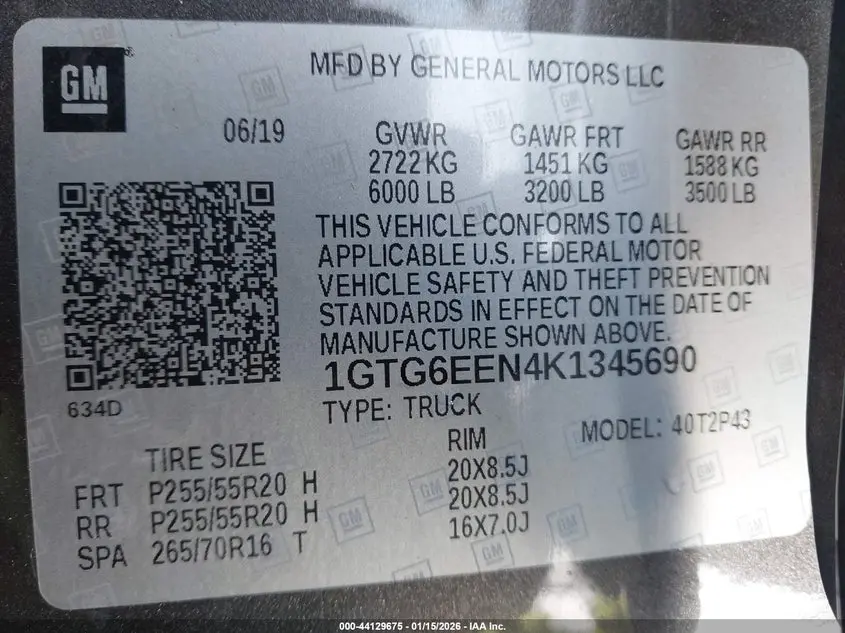 GM
MFD BY GENERAL MOTORS LLC
06/19 GVWR GAWR FRT GAWR RR
2722 KG 1451 KG 1588 KG
6000 LB 3200 LB 3500 LB
THIS VEHICLE CONFORMS TO ALL
APPLICABLE U.S. FEDERAL MOTOR
VEHICLE SAFETY AND THEFT PREVENTION
STANDARDS IN EFFECT ON THE DATE OF
MANUFACTURE SHOWN ABOVE.
1GTG6EEN4K1345690
634D
TYPE: TRUCK
MODEL: 40T2P43
TIRE SIZE RIM
FRT P255/55R20 H 20X8.5J
RR P255/55R20 H 20X8.5J
SPA 265/70R16 T 16X7.0J
000-44129675 - 01/15/2026 - IAA Inc.